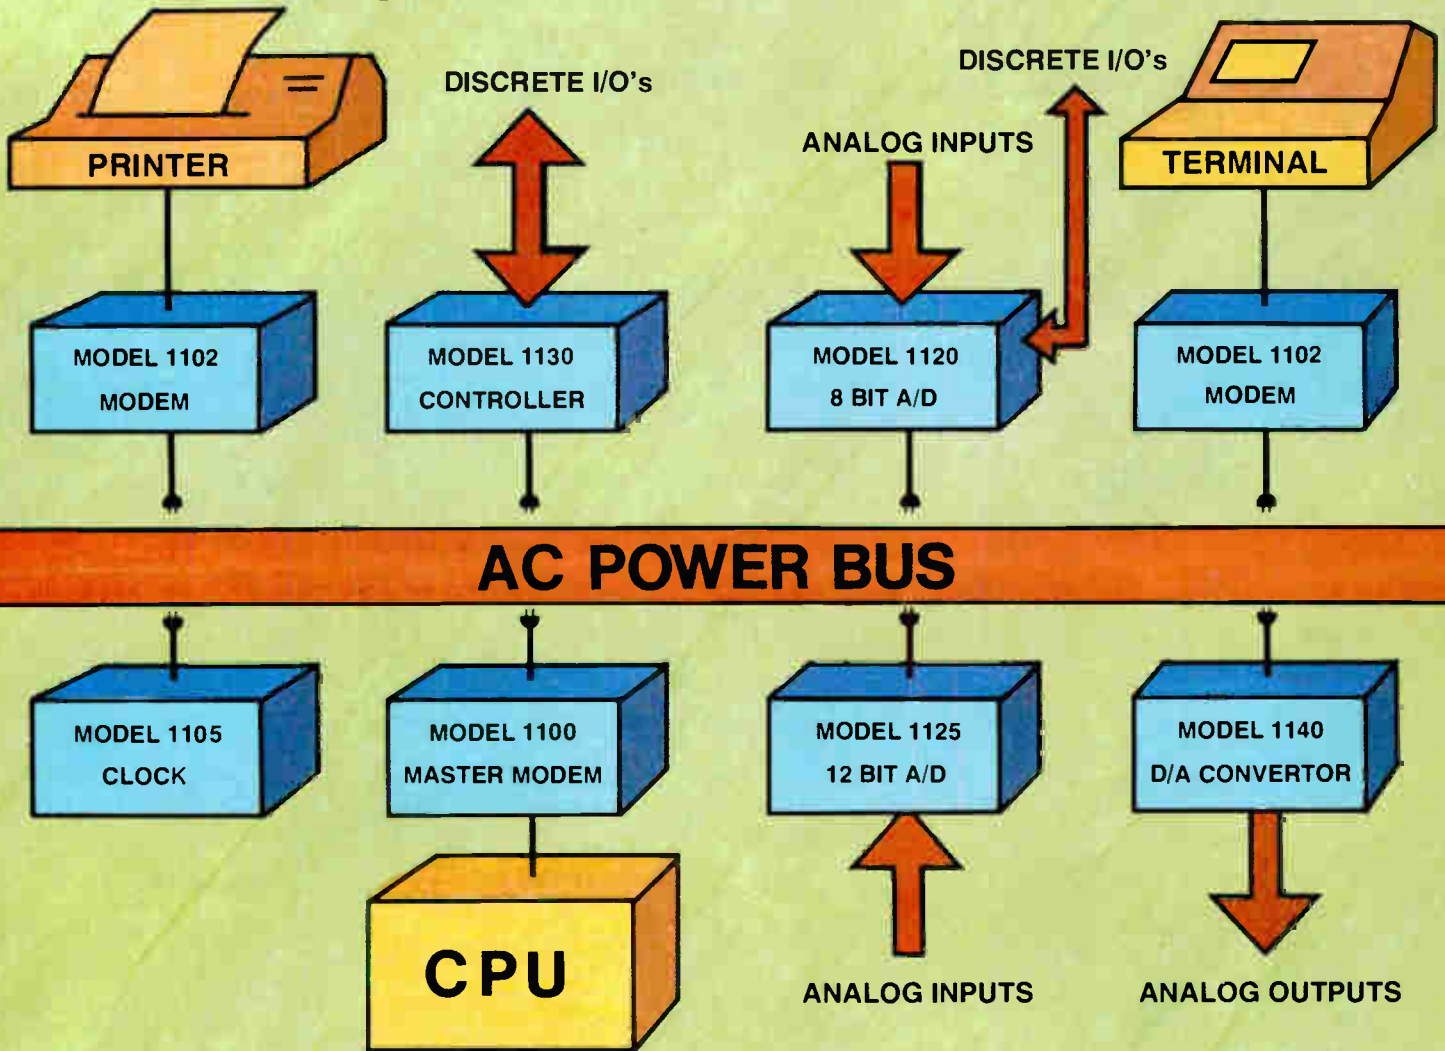 DISCRETE I/O's
DISCRETE I/O's
ANALOG INPUTS
PRINTER
TERMINAL
MODEL 1102
MODEM
MODEL 1130
CONTROLLER
MODEL 1120
8 BIT A/D
MODEL 1102
MODEM
AC POWER BUS
MODEL 1105
CLOCK
MODEL 1100
MASTER MODEM
MODEL 1125
12 BIT A/D
MODEL 1140
D/A CONVERTOR
CPU
ANALOG INPUTS
ANALOG OUTPUTS